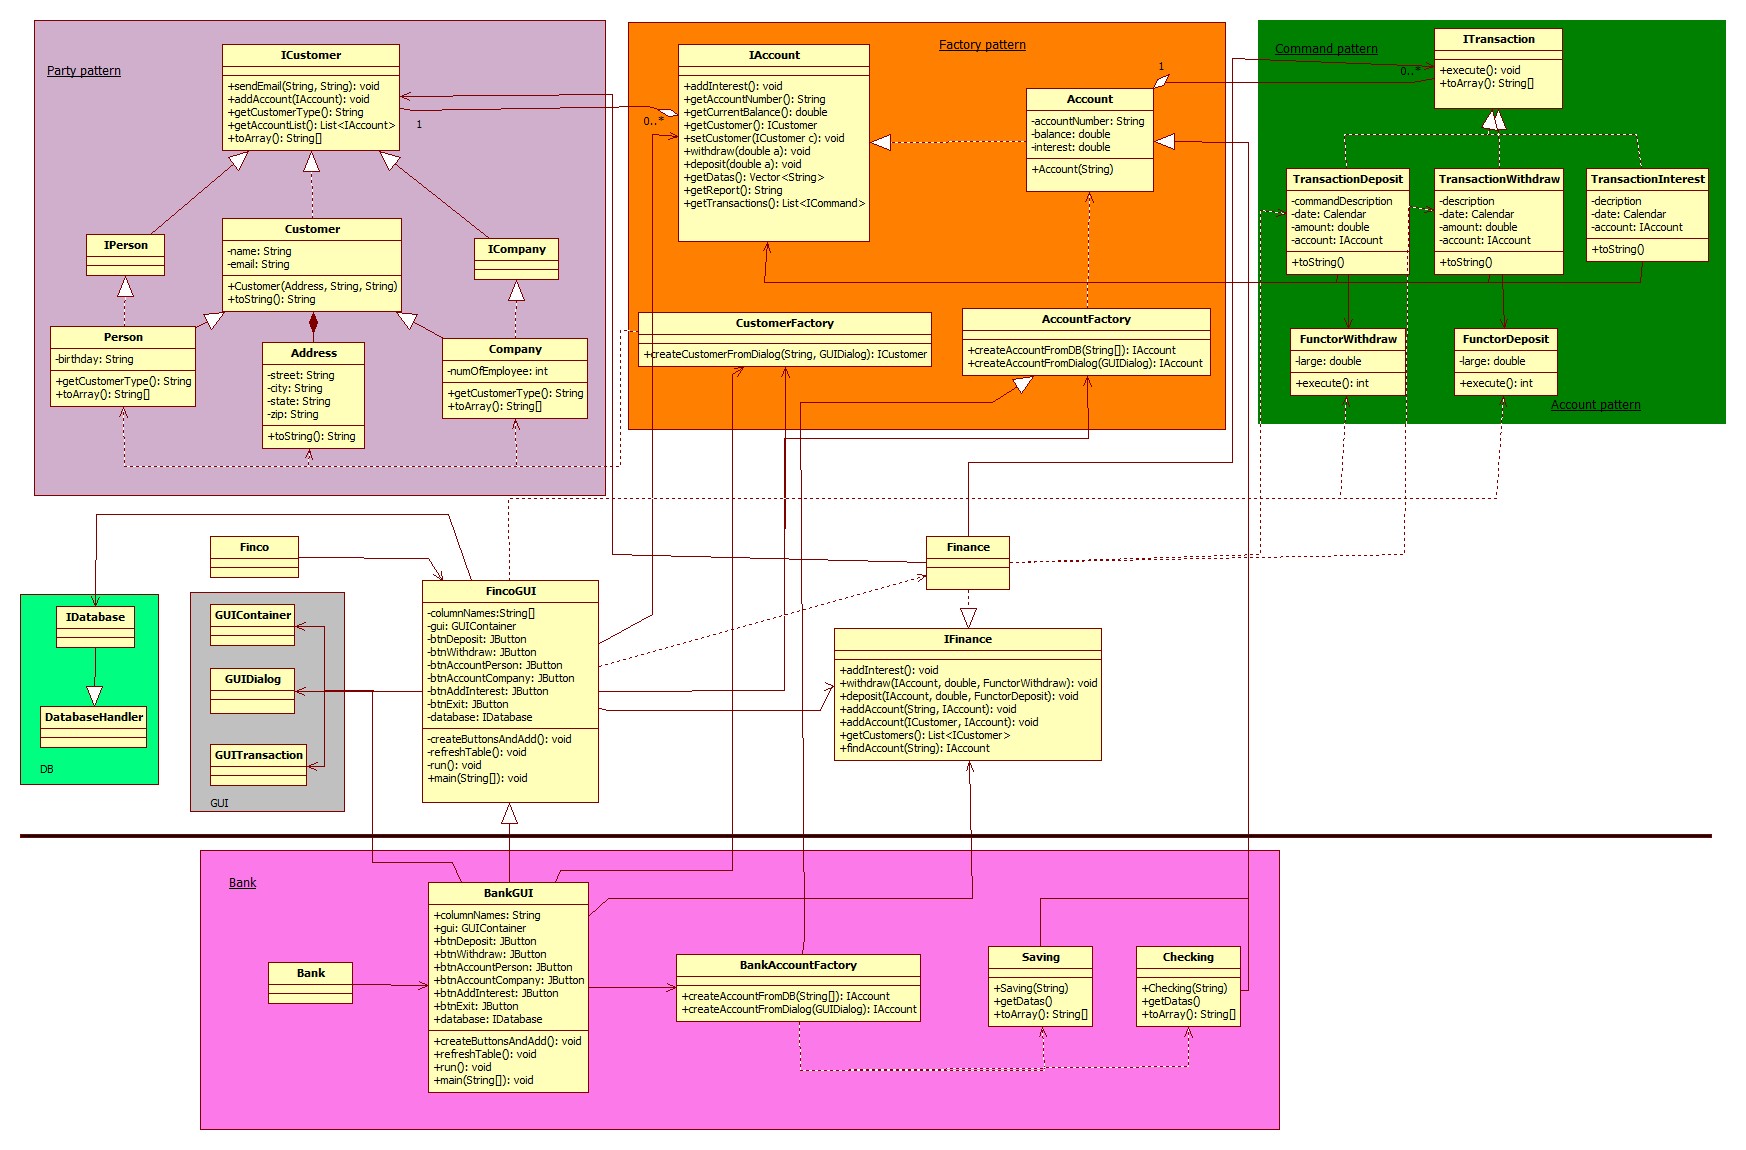 Party pattern
ICustomer
+sendEmail(String, String): void
+addAccount(IAccount): void
+getCustomerType(): String
+getAccountList(): List<IAccount>
+toArray(): String[]
1
0..*
IPerson
Customer
-name: String
-email: String
+Customer(Address, String, String)
+toString(): String
ICompany
Person
-birthday: String
+getCustomerType(): String
+toArray(): String[]
Address
-street: String
-city: String
-state: String
-zip: String
+toString(): String
Company
-numOfEmployee: int
+getCustomerType(): String
+toArray(): String[]
Factory pattern
IAccount
+addInterest(): void
+getAccountNumber(): String
+getCurrentBalance(): double
+getCustomer(): ICustomer
+setCustomer(ICustomer c): void
+withdraw(double a): void
+deposit(double a): void
+getDatas(): Vector<String>
+getReport(): String
+getTransactions(): List<ICommand>
Account
-accountNumber: String
-balance: double
-interest: double
+Account(String)
1
0..*
CustomerFactory
+createCustomerFromDialog(String, GUIDialog): ICustomer
AccountFactory
+createAccountFromDB(String[]): IAccount
+createAccountFromDialog(GUIDialog): IAccount
Command pattern
ITransaction
+execute(): void
+toArray(): String[]
TransactionDeposit
-commandDescription
-date: Calendar
-amount: double
-account: IAccount
+toString()
TransactionWithdraw
-description
-date: Calendar
-amount: double
-account: IAccount
+toString()
TransactionInterest
-decription
-date: Calendar
-account: IAccount
+toString()
FunctorWithdraw
-large: double
+execute(): int
FunctorDeposit
-large: double
+execute(): int
Account pattern
Finco
FincoGUI
-columnNames:String[]
-gui: GUIContainer
-btnDeposit: JButton
-btnWithdraw: JButton
-btnAccountPerson: JButton
-btnAccountCompany: JButton
-btnAddInterest: JButton
-btnExit: JButton
-database: IDatabase
-createButtonsAndAdd(): void
-refreshTable(): void
-run(): void
+main(String[]): void
Finance
IFinance
+addInterest(): void
+withdraw(IAccount, double, FunctorWithdraw): void
+deposit(IAccount, double, FunctorDeposit): void
+addAccount(String, IAccount): void
+addAccount(ICustomer, IAccount): void
+getCustomers(): List<ICustomer>
+findAccount(String): IAccount
IDatabase
DatabaseHandler
DB
GUIContainer
GUIDialog
GUITransaction
GUI
Bank
Bank
BankGUI
+columnNames: String
+gui: GUIContainer
+btnDeposit: JButton
+btnWithdraw: JButton
+btnAccountPerson: JButton
+btnAccountCompany: JButton
+btnAddInterest: JButton
+btnExit: JButton
+database: IDatabase
+createButtonsAndAdd(): void
+refreshTable(): void
+run(): void
+main(String[]): void
BankAccountFactory
+createAccountFromDB(String[]): IAccount
+createAccountFromDialog(GUIDialog): IAccount
Saving
+Saving(String)
+getDatas()
+toArray(): String[]
Checking
+Checking(String)
+getDatas()
+toArray(): String[]